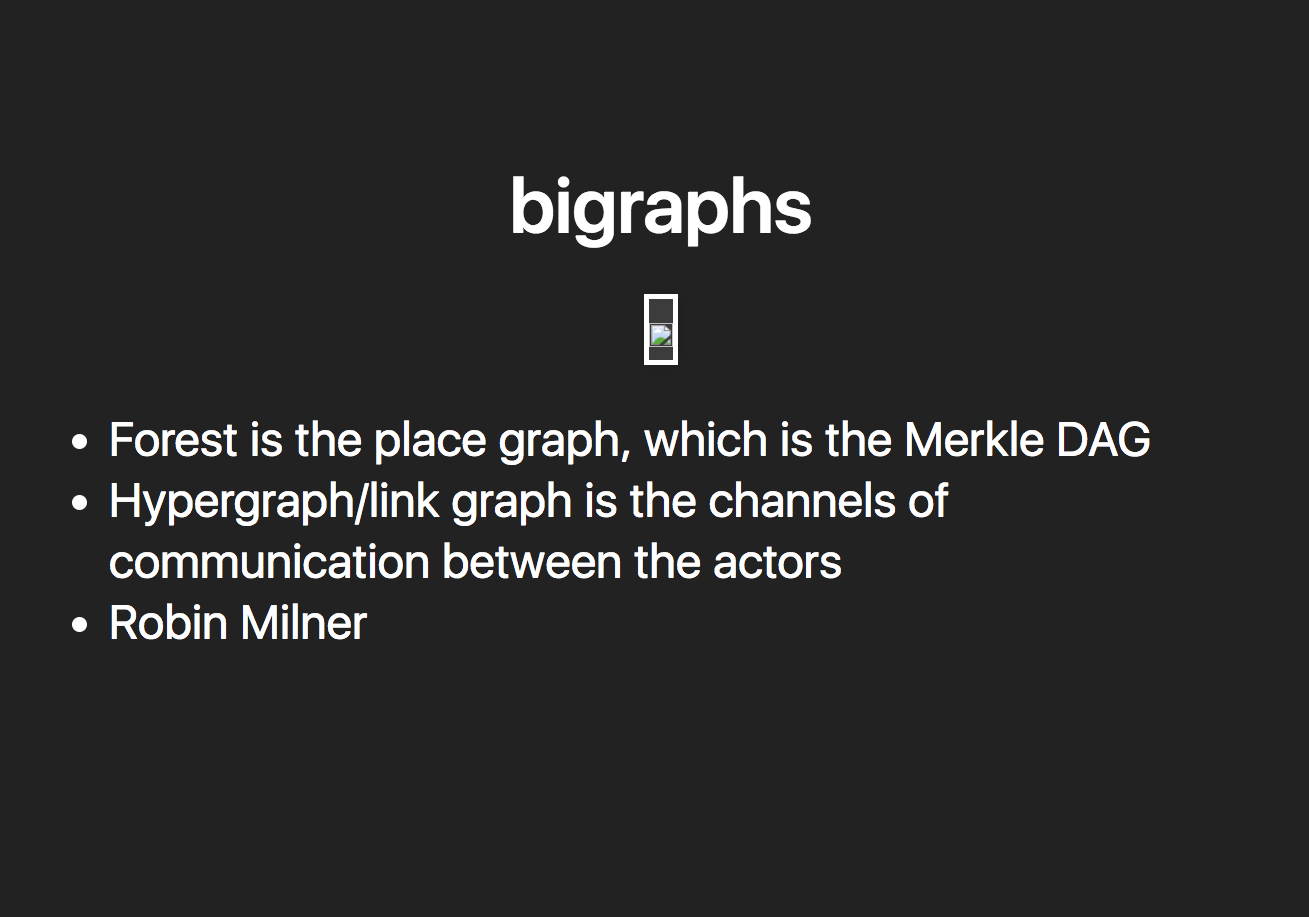 bigraphs
Forest is the place graph, which is the Merkle DAG
Hypergraph/link graph is the channels of
communication between the actors
Robin Milner